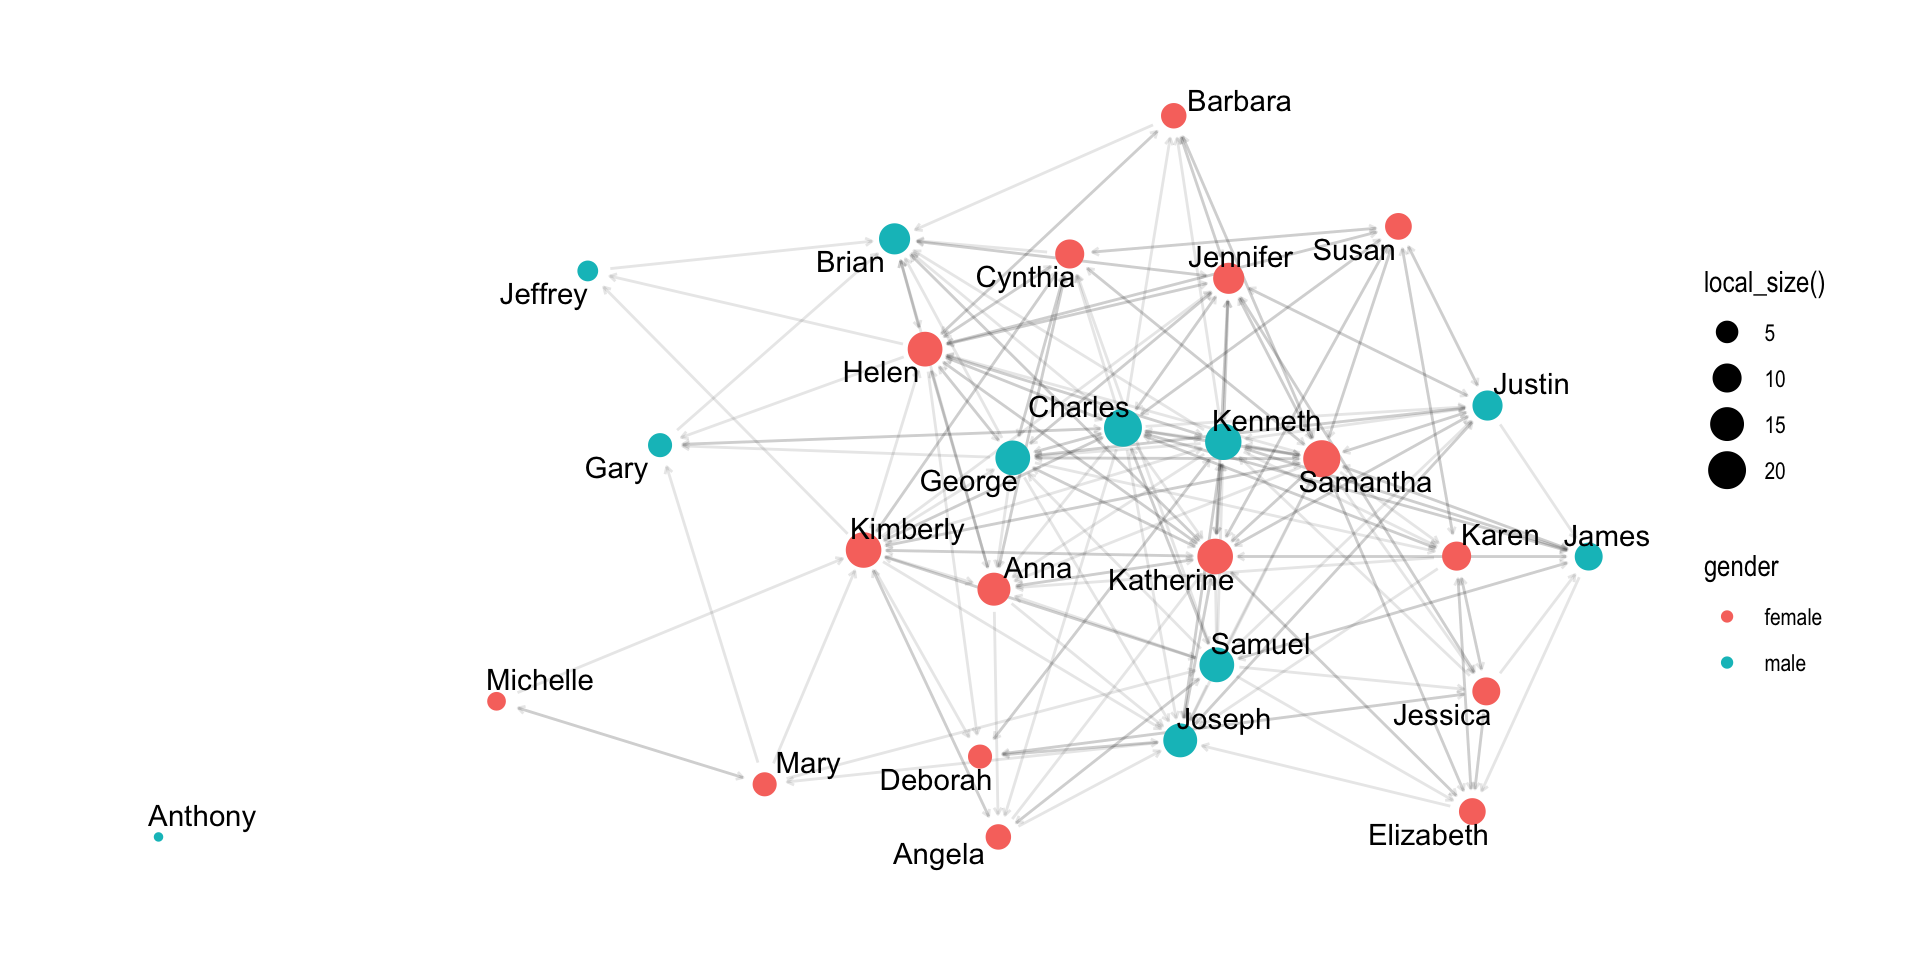 Barbara
Susan
Brian
Cynthia
Jennifer
Jeffrey
Helen
Justin
Charles
Kenneth
Gary
George
Samantha
Kimberly
Karen
James
Anna
Katherine
Samuel
Michelle
Jessica
Joseph
Mary
Deborah
Anthony
Elizabeth
Angela
local_size()
5
10
15
20
gender
female
male